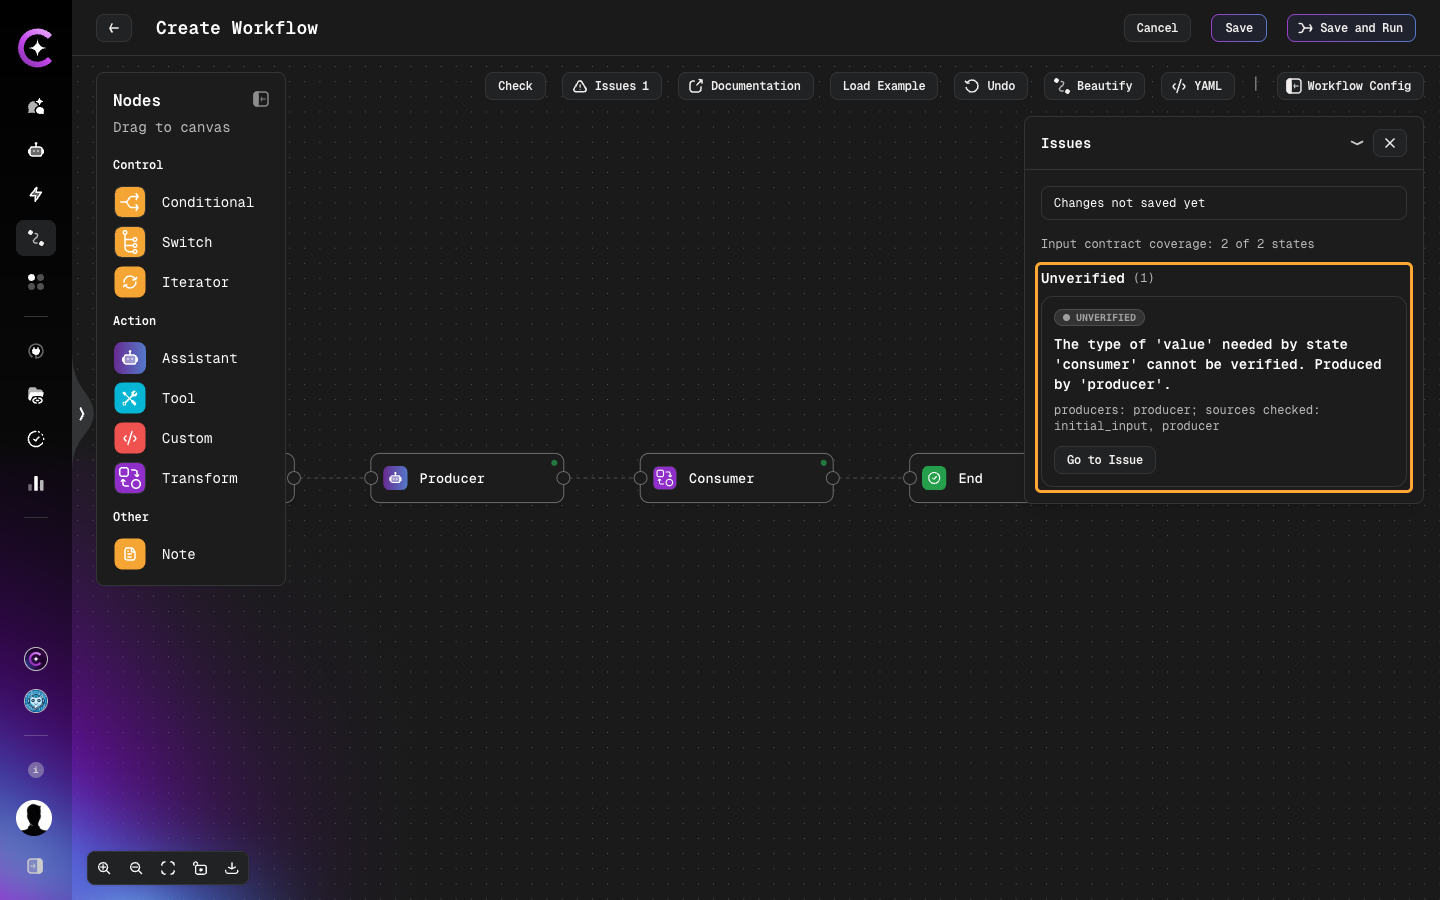 Create Workflow
Cancel
Save
Save and Run
Check
Issues 1
Documentation
Load Example
Undo
Beautify
YAML
Workflow Config
Nodes
Drag to canvas
Control
Conditional
Switch
Iterator
Action
Assistant
Tool
Custom
Transform
Other
Note
Producer
Consumer
End
Issues
Changes not saved yet
Input contract coverage: 2 of 2 states
Unverified (1)
UNVERIFIED
The type of 'value' needed by state
'consumer' cannot be verified. Produced
by 'producer'.
producers: producer; sources checked:
initial_input, producer
Go to Issue